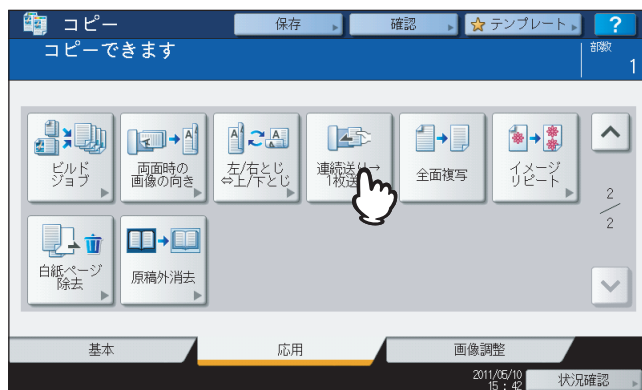 コピー
保存
確認
テンプレート
?
コピーできます
部数
1
ビルド
ジョブ
両面時の
画像の向き
左/右とじ
⇔上/下とじ
連続送り→
1枚送
全面複写
イメージ
リピート
2
2
白紙ページ
除去
原稿外消去
基本
応用
画像調整
2011/05/10
15 : 42
状況確認